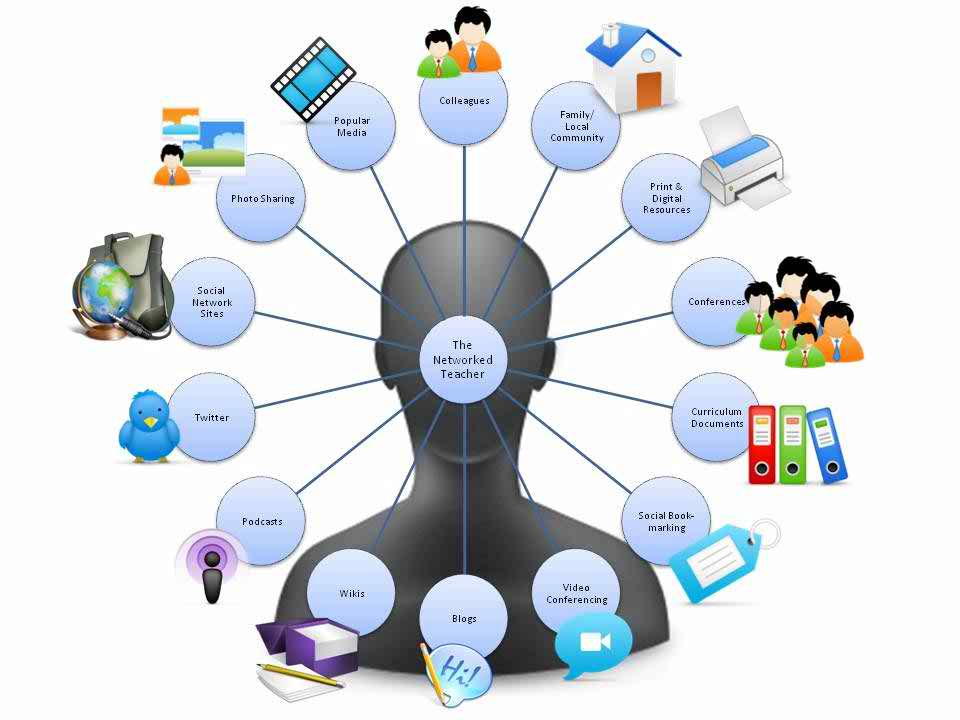 Colleagues
Family/
Local
Community
Print &
Digital
Resources
Conferences
Curriculum
Documents
Social Book-
marking
Video
Conferencing
Blogs
Hi!
Wikis
Podcasts
Twitter
Social
Network
Sites
Photo Sharing
Popular
Media
The
Networked
Teacher